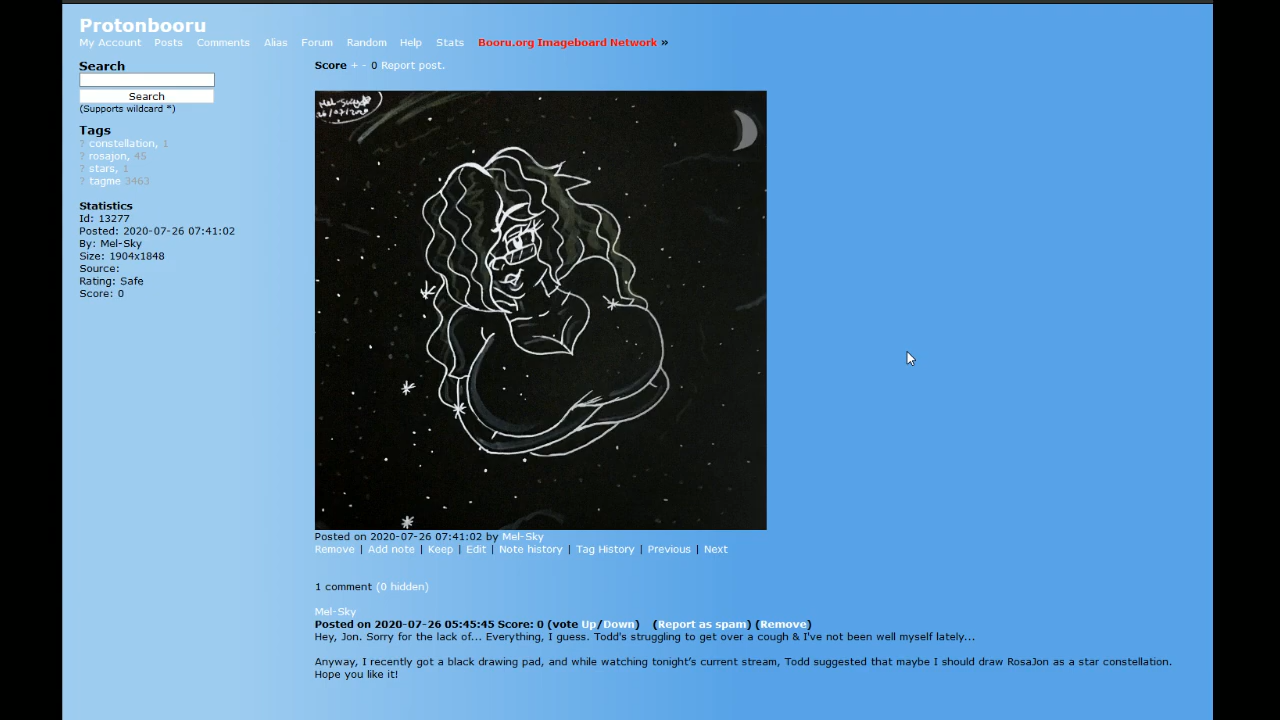 Protonbooru
My Account Posts Comments Alias Forum Random Help Stats Booru.org Imageboard Network »
Search
Search
(Supports wildcard *)
Tags
? constellation, 1
? rosajon, 45
? stars, 1
? tagme 3463
Statistics
Id: 13277
Posted: 2020-07-26 07:41:02
By: Mel-Sky
Size: 1904x1848
Source:
Rating: Safe
Score: 0
Score + - 0 Report post.
Mel-Sky
26/07/2020
Posted on 2020-07-26 07:41:02 by Mel-Sky
Remove | Add note | Keep | Edit | Note history | Tag History | Previous | Next
1 comment (0 hidden)
Mel-Sky
Posted on 2020-07-26 05:45:45 Score: 0 (vote Up/Down) (Report as spam) (Remove)
Hey, Jon. Sorry for the lack of... Everything, I guess. Todd's struggling to get over a cough & I've not been well myself lately...
Anyway, I recently got a black drawing pad, and while watching tonight’s current stream, Todd suggested that maybe I should draw RosaJon as a star constellation.
Hope you like it!